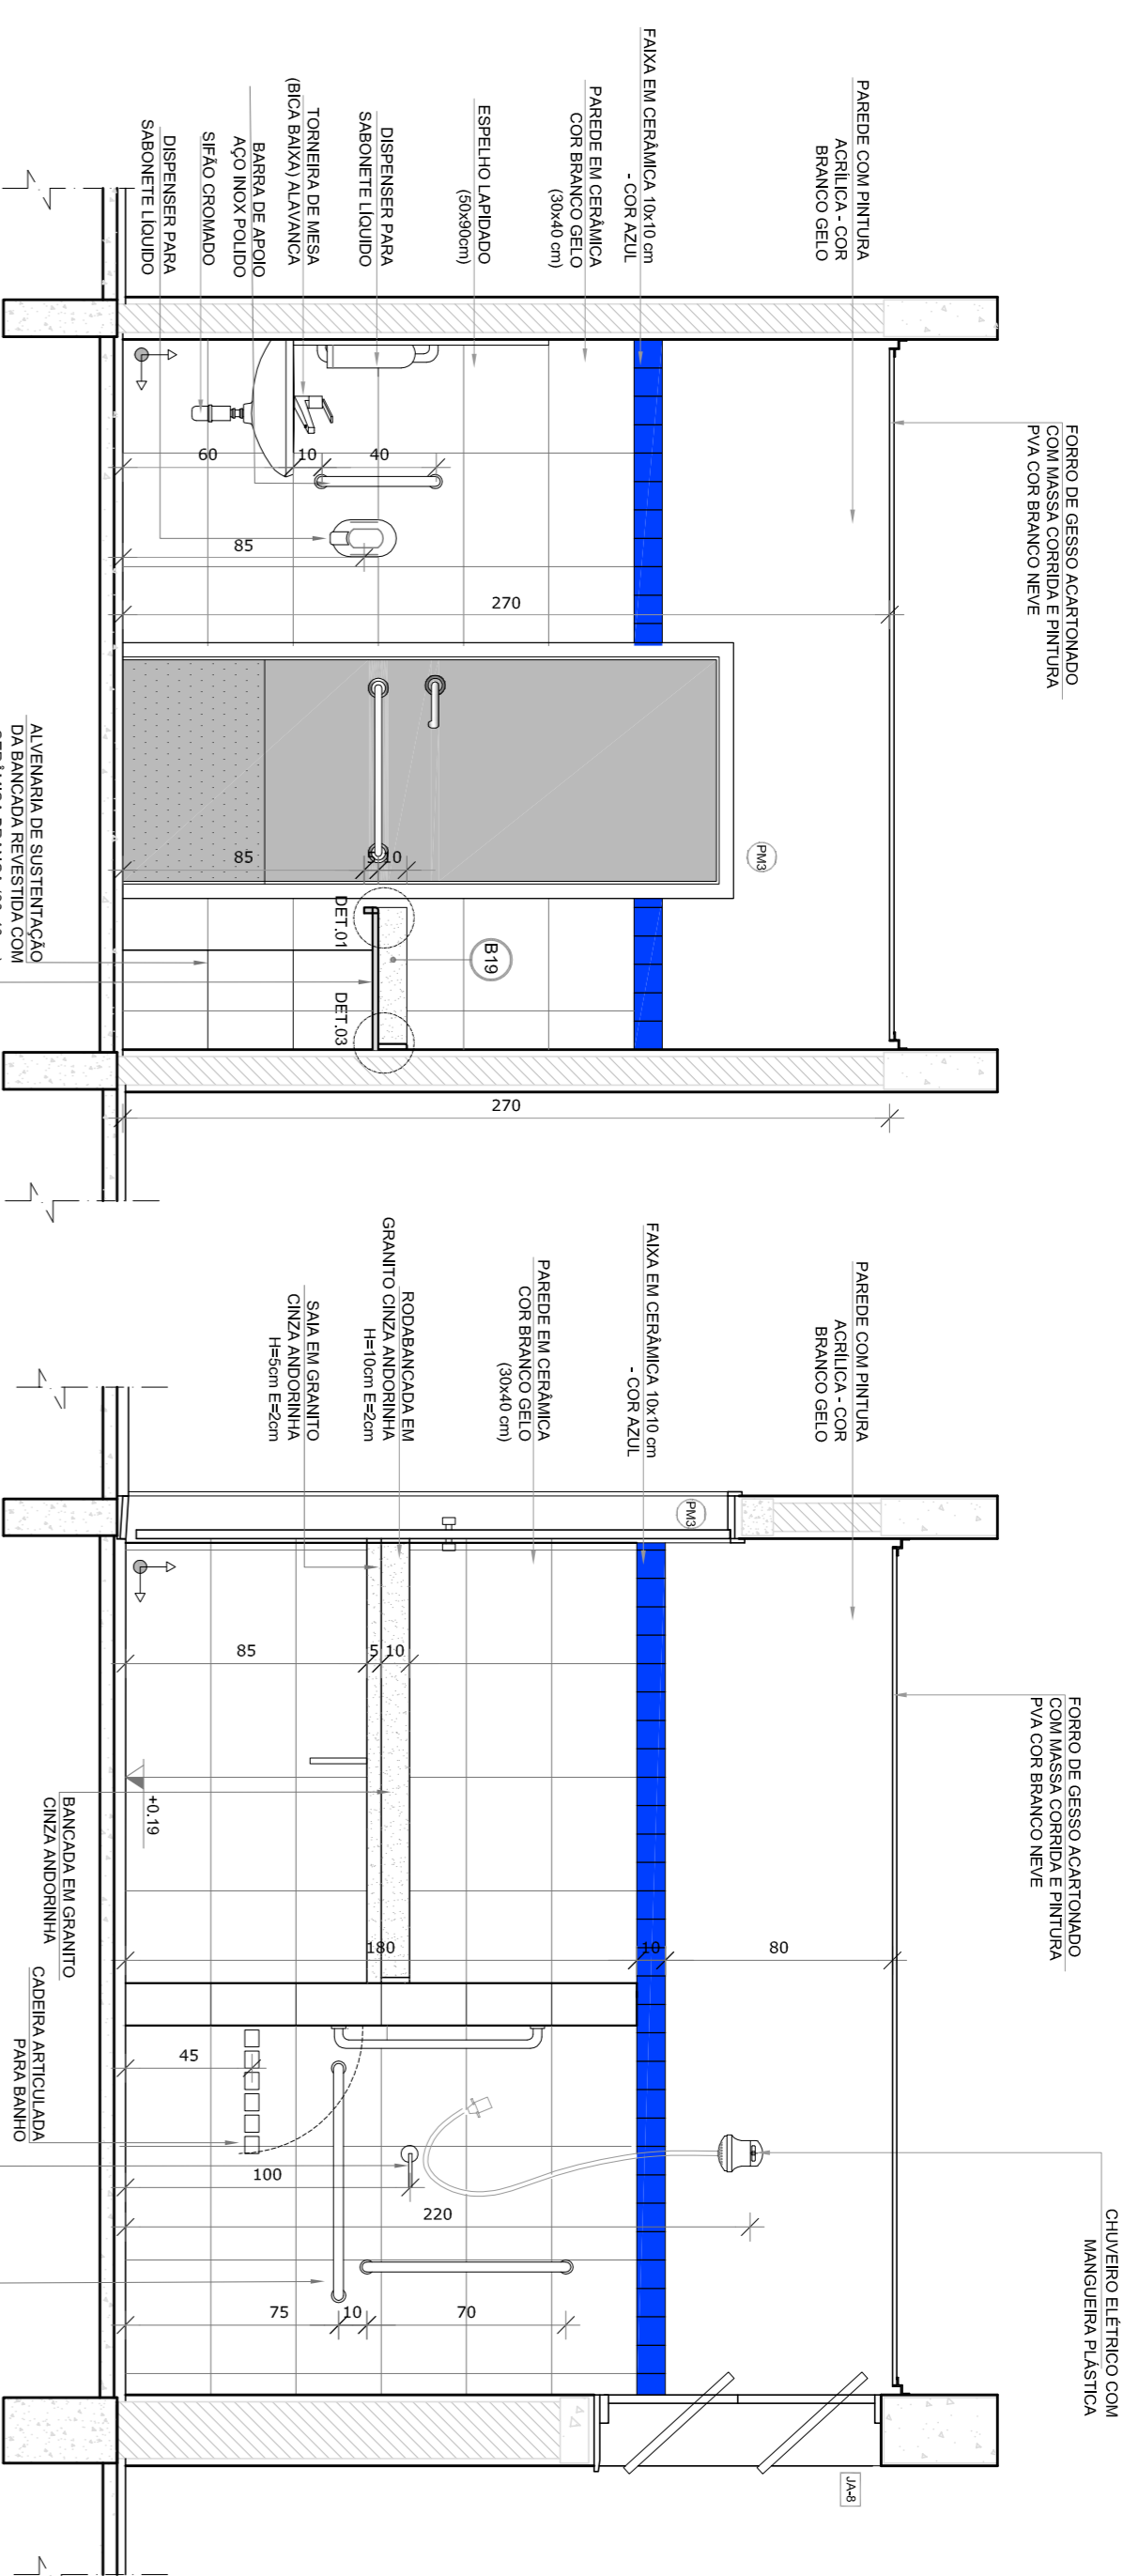 FORRO DE GESSO ACARTONADO
COM MASSA CORRIDA E PINTURA
PVA COR BRANCO NEVE
PAREDE COM PINTURA
ACRÍLICA - COR
BRANCO GELO
FAIXA EM CERÂMICA 10x10 cm
- COR AZUL
PAREDE EM CERÂMICA
COR BRANCO GELO
(30x40 cm)
ESPELHO LAPIDADO
(50x90cm)
DISPENSER PARA
SABONETE LÍQUIDO
TORNEIRA DE MESA
(BICA BAIXA) ALAVANCA
BARRA DE APOIO
AÇO INOX POLIDO
SIFÃO CROMADO
DISPENSER PARA
SABONETE LÍQUIDO
60
10
40
85
270
PM3
85
5
10
DET.01
B19
DET.03
270
ALVENARIA DE SUSTENTAÇÃO
DA BANCADA REVESTIDA COM
CHUVEIRO ELÉTRICO COM
MANGUEIRA PLÁSTICA
FORRO DE GESSO ACARTONADO
COM MASSA CORRIDA E PINTURA
PVA COR BRANCO NEVE
PAREDE COM PINTURA
ACRÍLICA - COR
BRANCO GELO
FAIXA EM CERÂMICA 10x10 cm
- COR AZUL
PAREDE EM CERÂMICA
COR BRANCO GELO
(30x40 cm)
RODABANCADA EM
GRANITO CINZA ANDORINHA
H=10cm E=2cm
SAIA EM GRANITO
CINZA ANDORINHA
H=5cm E=2cm
PM3
85
5
10
+0.19
180
10
80
45
100
220
75
10
70
JA-8
BANCADA EM GRANITO
CINZA ANDORINHA
CADEIRA ARTICULADA
PARA BANHO